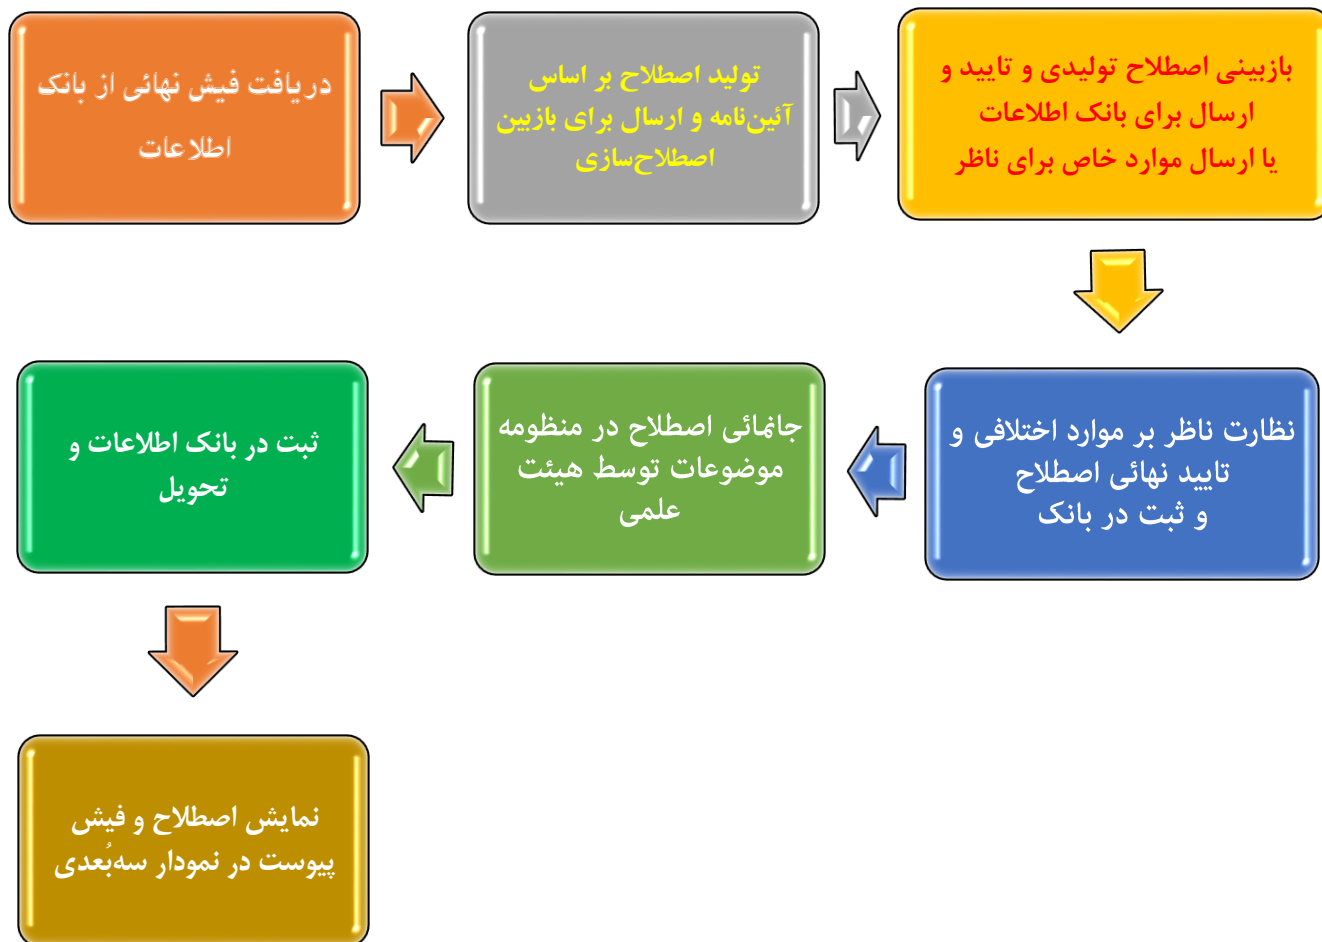 دریافت فیش نهائی از بانک
اطلاعات
تولید اصطلاح بر اساس
آئین‌نامه و ارسال برای بازبین
اصطلاح‌سازی
بازبینی اصطلاح تولیدی و تایید و
ارسال برای بانک اطلاعات
یا ارسال موارد خاص برای ناظر
نظارت ناظر بر موارد اختلافی و
تایید نهائی اصطلاح
و ثبت در بانک
جانمائی اصطلاح در منظومه
موضوعات توسط هیئت
علمی
ثبت در بانک اطلاعات و
تحویل
نمایش اصطلاح و فیش
پیوست در نمودار سه‌بُعدی